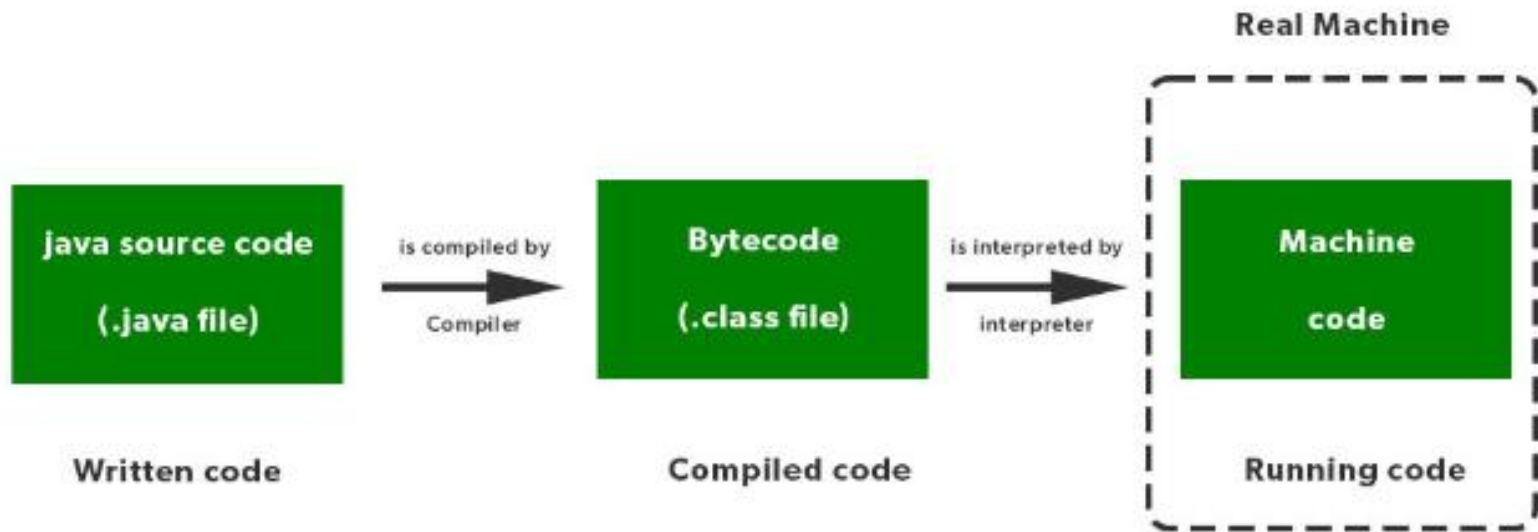 Real Machine
java source code
(.java file)
is compiled by
Compiler
Bytecode
(.class file)
is interpreted by
interpreter
Machine
code
Written code
Compiled code
Running code